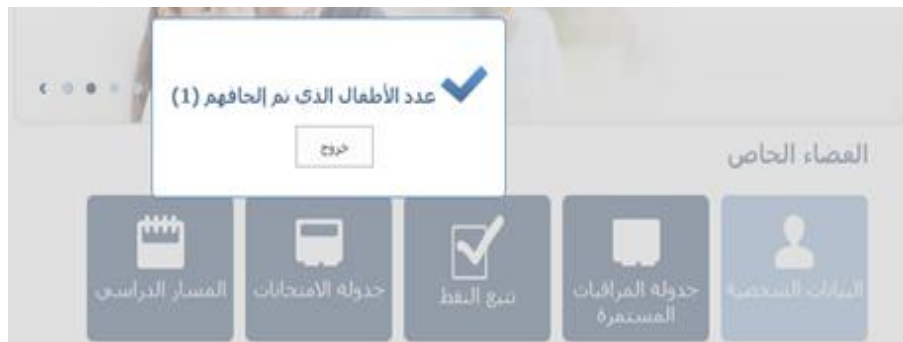 عدد الأطفال الذى تم إلحاقهم (1)
خروج
الفضاء الخاص
البيانات الشخصية
جدولة المراقبات
المستمرة
تتبع النقط
جدولة الامتحانات
المسار الدراسي